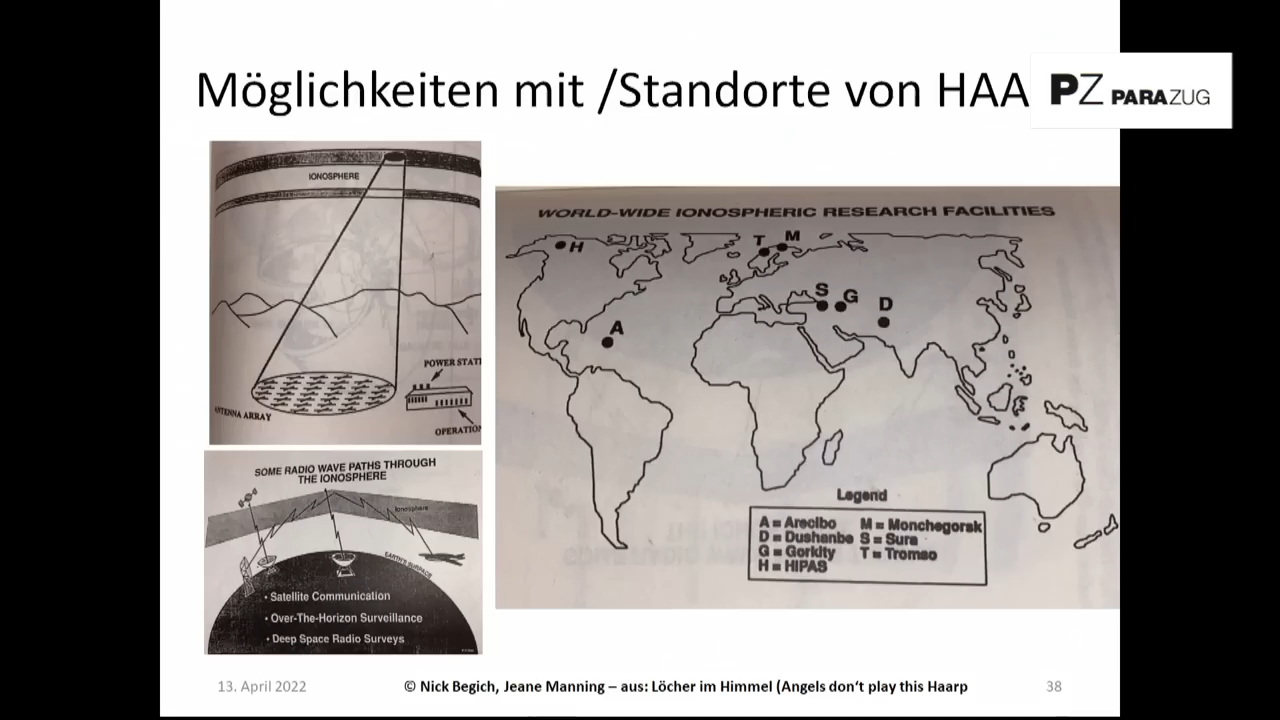 Möglichkeiten mit /Standorte von HAA
PZ PARAZUG
IONOSPHERE
POWER STATI
ANTENNA ARRAY
OPERATION
SOME RADIO WAVE PATHS THROUGH
THE IONOSPHERE
Ionosphere
EARTH'S SURFACE
• Satellite Communication
• Over-The-Horizon Surveillance
• Deep Space Radio Surveys
WORLD-WIDE IONOSPHERIC RESEARCH FACILITIES
H
T
M
S
G
D
A
Legend
A = Arecibo M = Monchegorsk
D = Dushanbe S = Sura
G = Gorkity T = Tromso
H = HIPAS
13. April 2022
© Nick Begich, Jeane Manning – aus: Löcher im Himmel (Angels don't play this Haarp
38